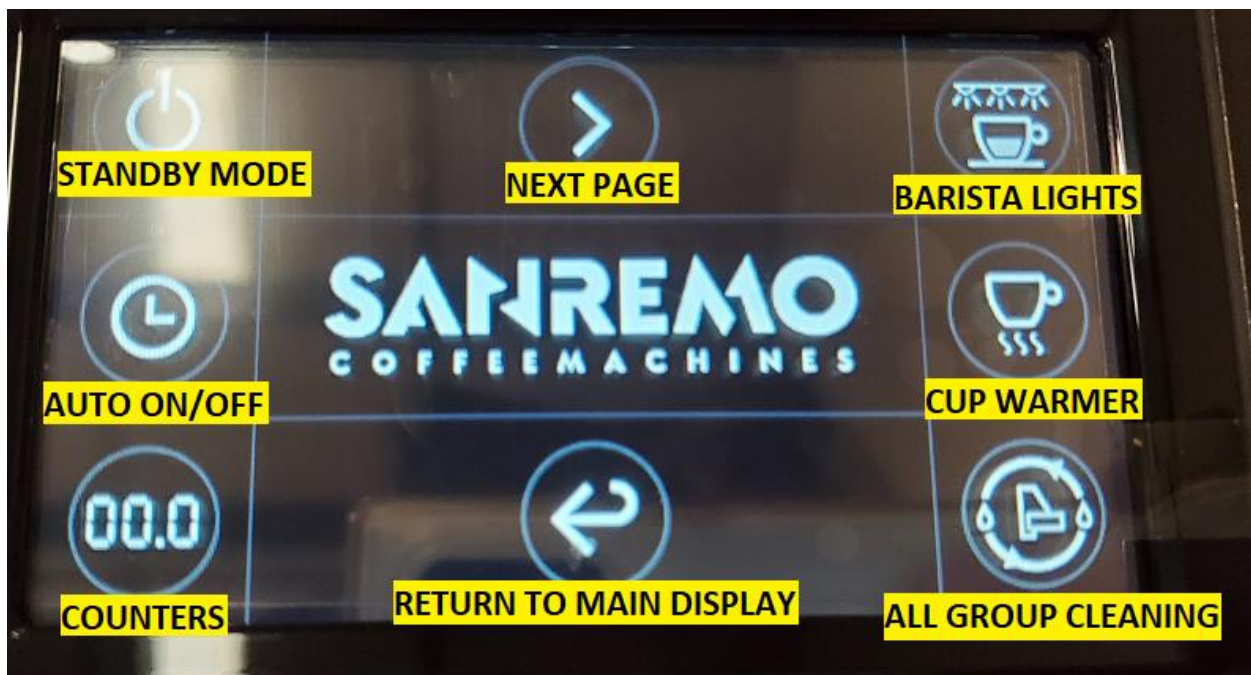 STANDBY MODE
NEXT PAGE
BARISTA LIGHTS
SANREMO
COFFEEMACHINES
AUTO ON/OFF
CUP WARMER
00.0
COUNTERS
RETURN TO MAIN DISPLAY
ALL GROUP CLEANING